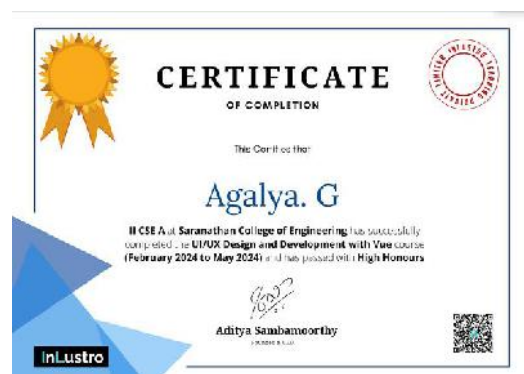 CERTIFICATE
OF COMPLETION
This Certifies that
Agalya. G
II CSE A at Saranathan College of Engineering has successfully
completed the UI/UX Design and Development with Vue course
(February 2024 to May 2024) and has passed with High Honours
Aditya Sambamoorthy
InLustro